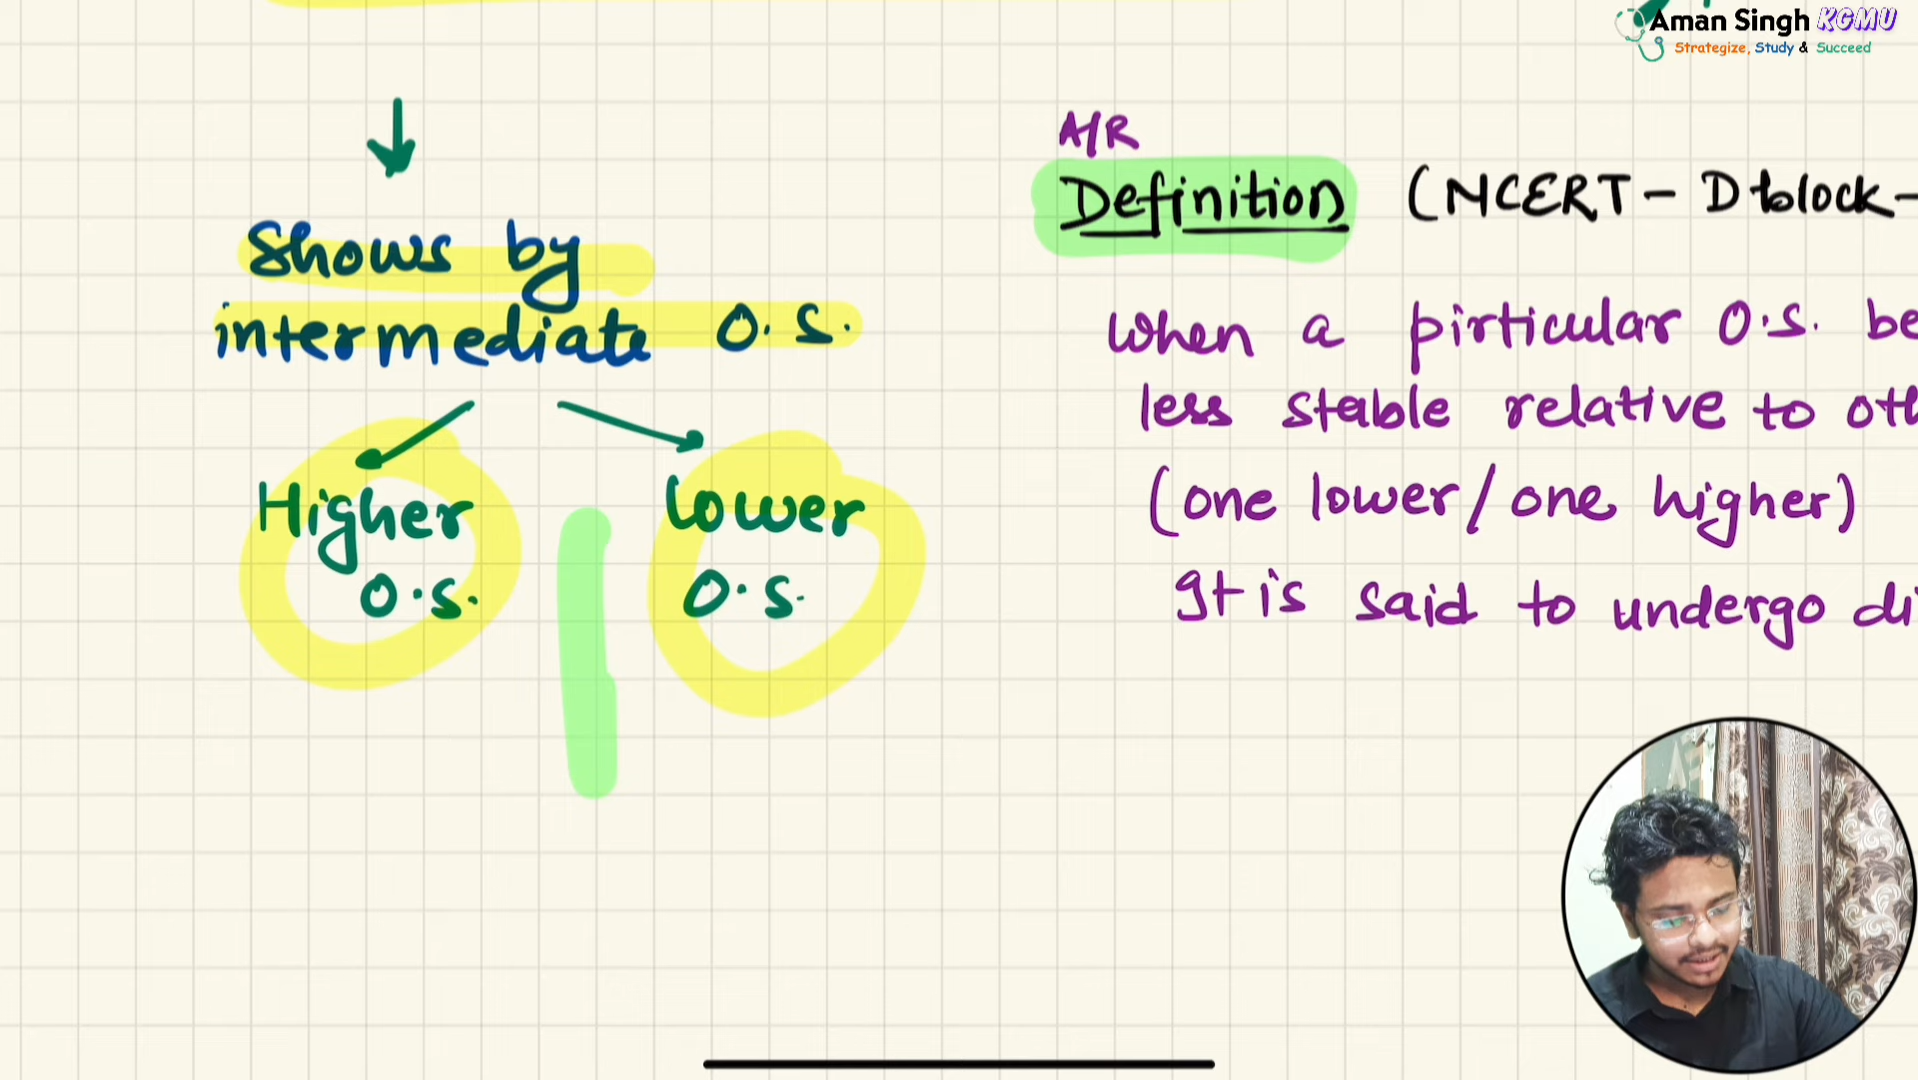 Aman Singh KGMU
Strategize, Study & Succeed
Shows by
intermediate O.S.
Higher
O.S.
Lower
O.S.
A/R
Definition (NCERT - D block -
When a pirticular O.S. be
less stable relative to oth
(one lower/one higher)
It is said to undergo di